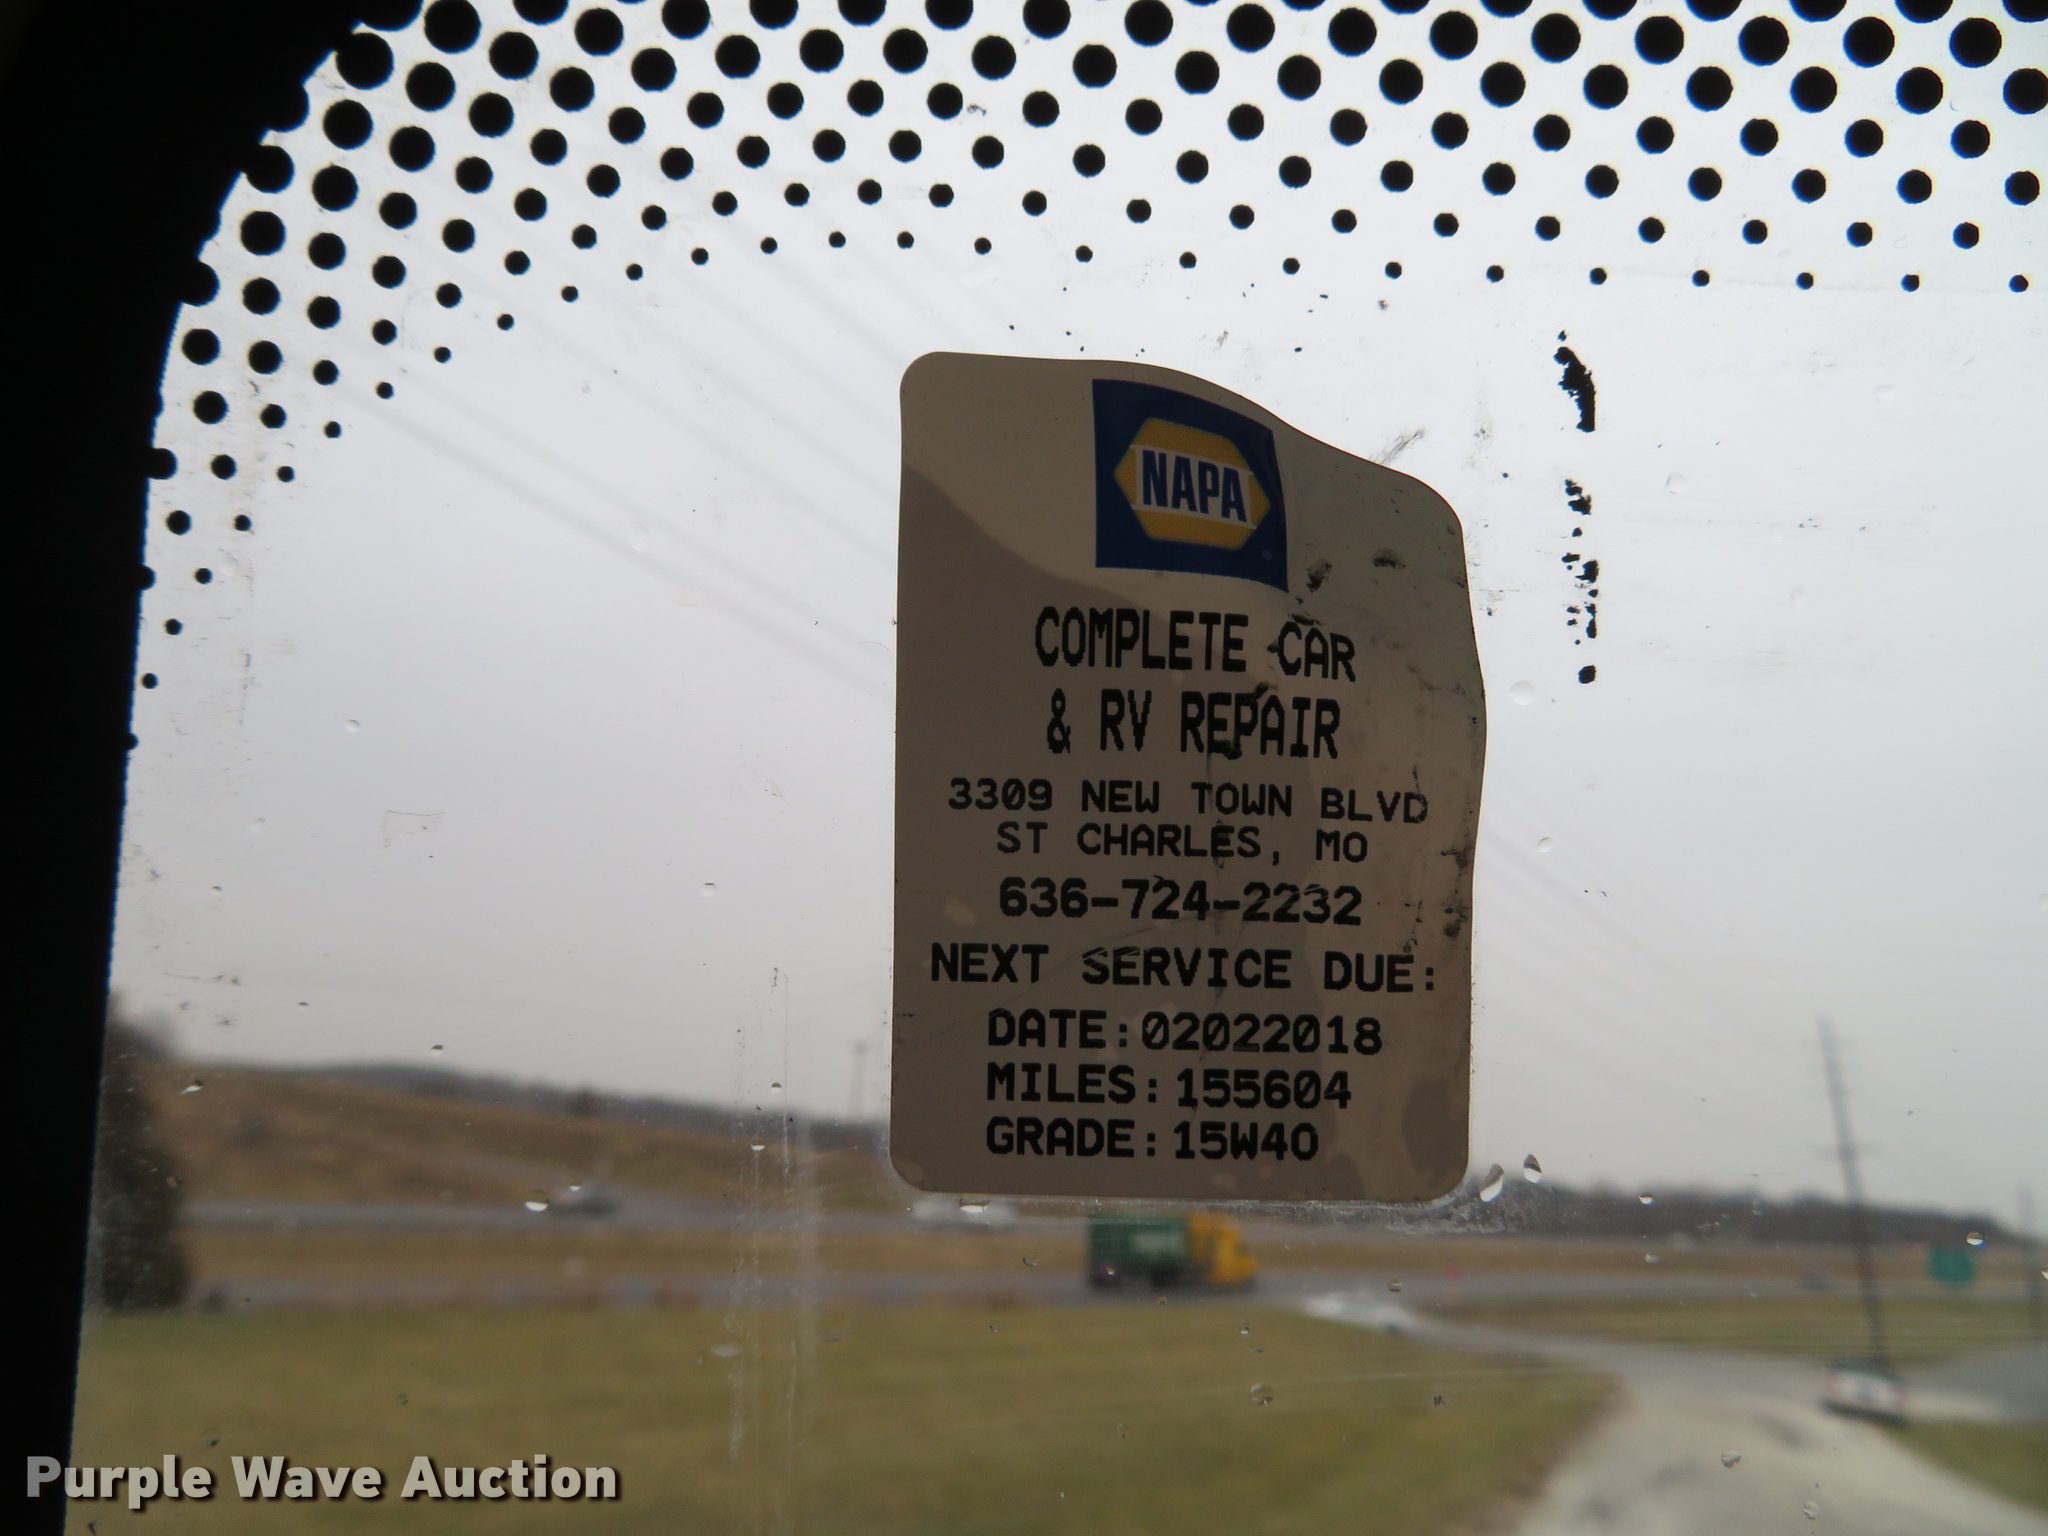 NAPA
COMPLETE CAR
& RV REPAIR
3309 NEW TOWN BLVD
ST CHARLES, MO
636-724-2232
NEXT SERVICE DUE:
DATE:02022018
MILES:155604
GRADE:15W40
Purple Wave Auction